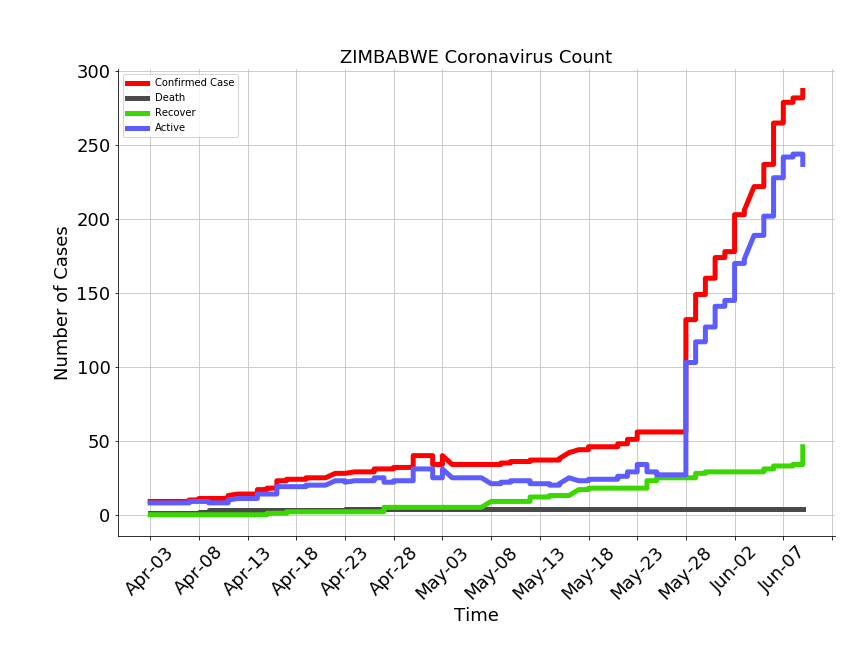 ZIMBABWE Coronavirus Count
300
250
200
150
100
50
0
Number of Cases
Confirmed Case
Death
Recover
Active
Apr-03
Apr-08
Apr-13
Apr-18
Apr-23
Apr-28
May-03
May-08
May-13
May-18
May-23
May-28
Jun-02
Jun-07
Time